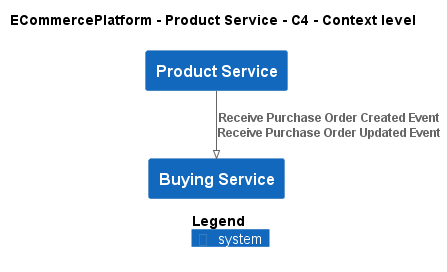 ECommercePlatform - Product Service - C4 - Context level
Product Service
Receive Purchase Order Created Event
Receive Purchase Order Updated Event
Buying Service
Legend
system